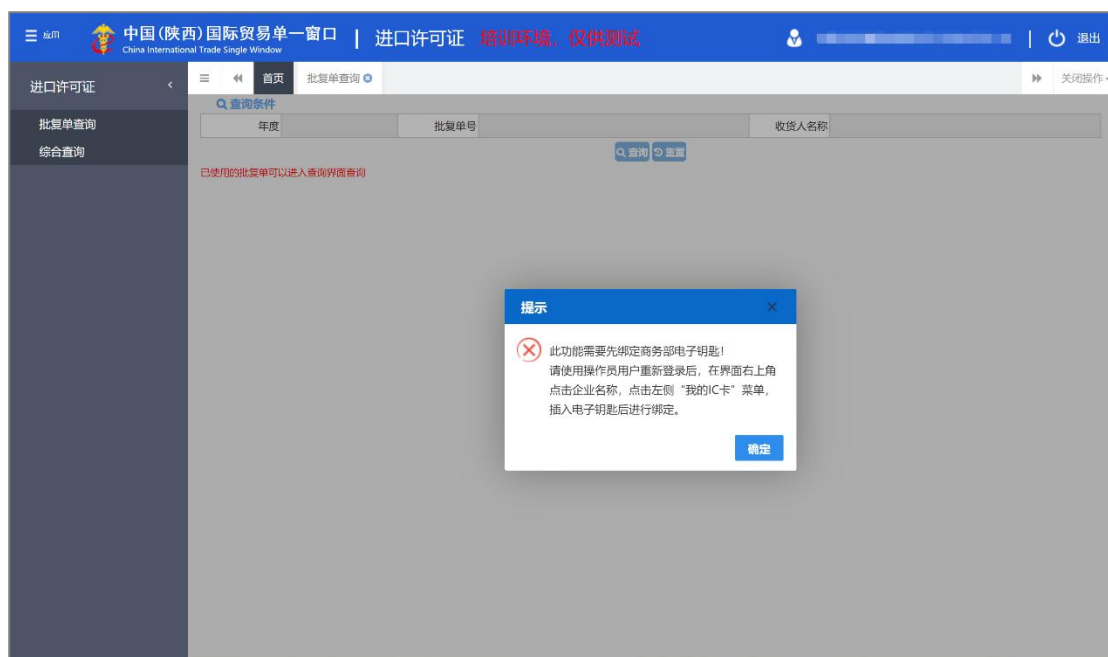 应用
中国(陕西)国际贸易单一窗口 | 进口许可证 培训环境，仅供测试
China International Trade Single Window
退出
进口许可证
首页 批复单查询
关闭操作
批复单查询
综合查询
查询条件
年度 批复单号 收货人名称
查询 重置
已使用的批复单可以进入查询界面查询
提示
此功能需要先绑定商务部电子钥匙！
请使用操作员用户重新登录后，在界面右上角
点击企业名称，点击左侧“我的IC卡”菜单，
插入电子钥匙后进行绑定。
确定